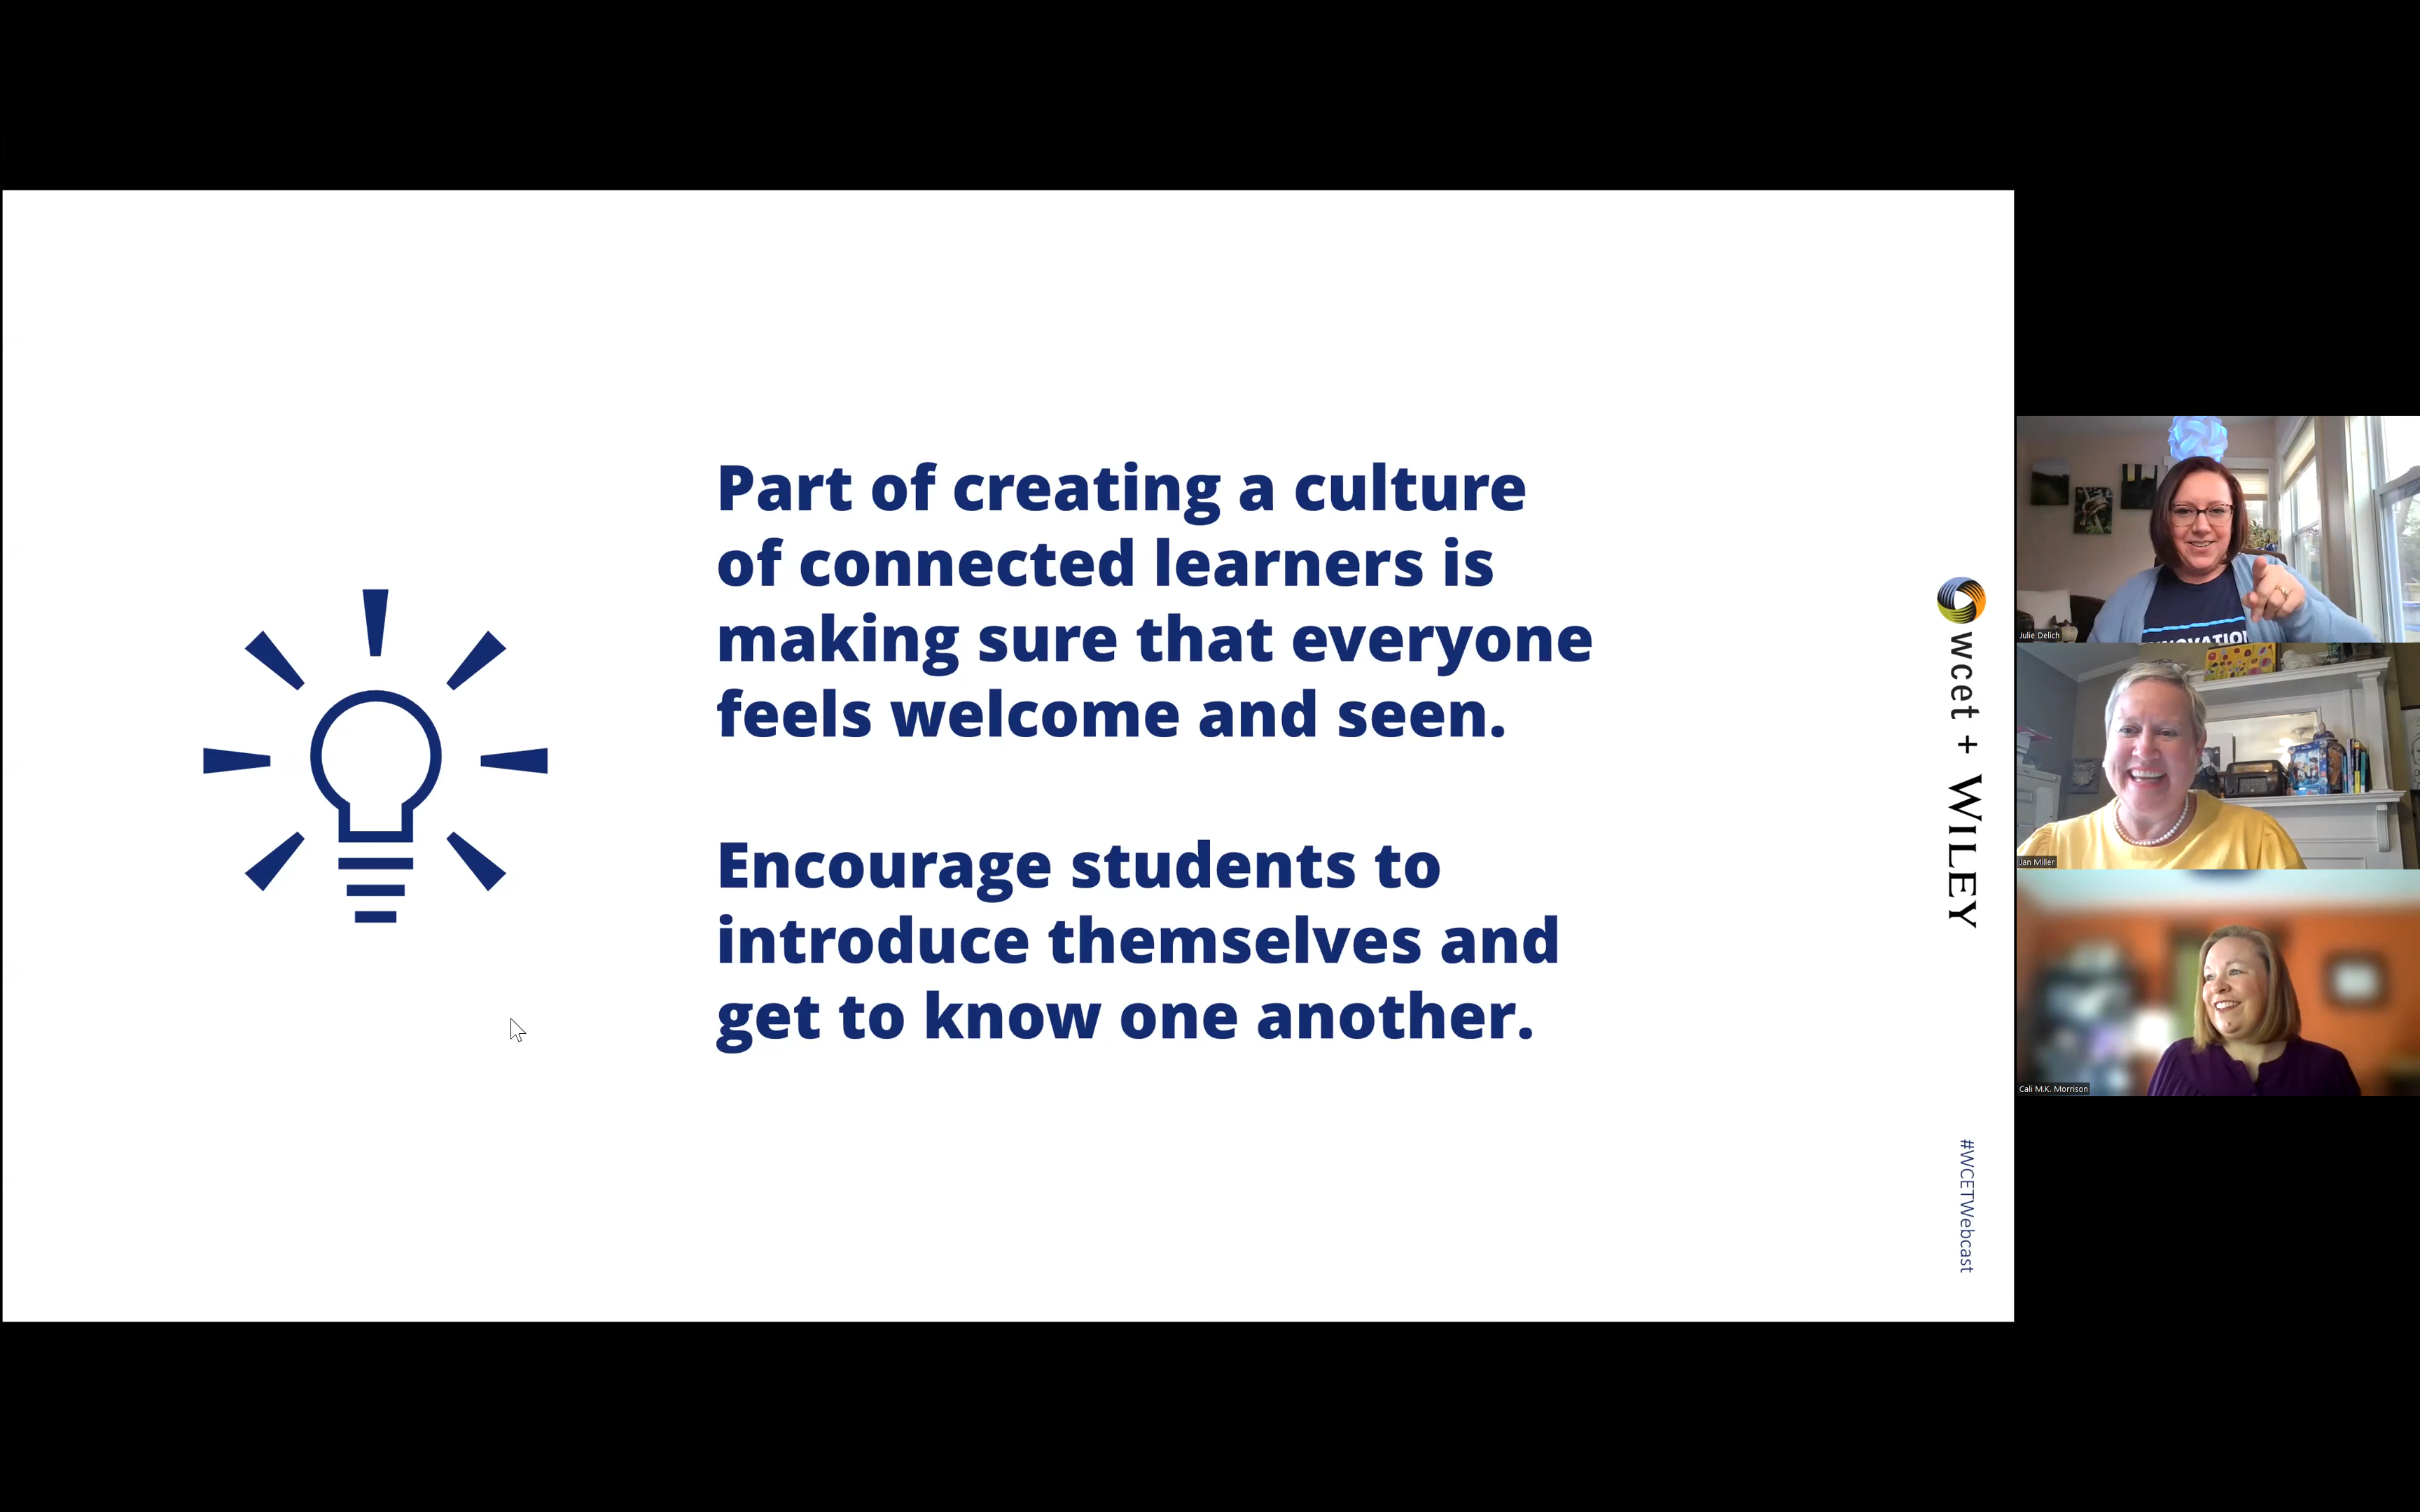 Part of creating a culture
of connected learners is
making sure that everyone
feels welcome and seen.
Encourage students to
introduce themselves and
get to know one another.
wcet + WILEY
#WCETWebcast
Julie Delich
Jan Miller
Cali M.K. Morrison